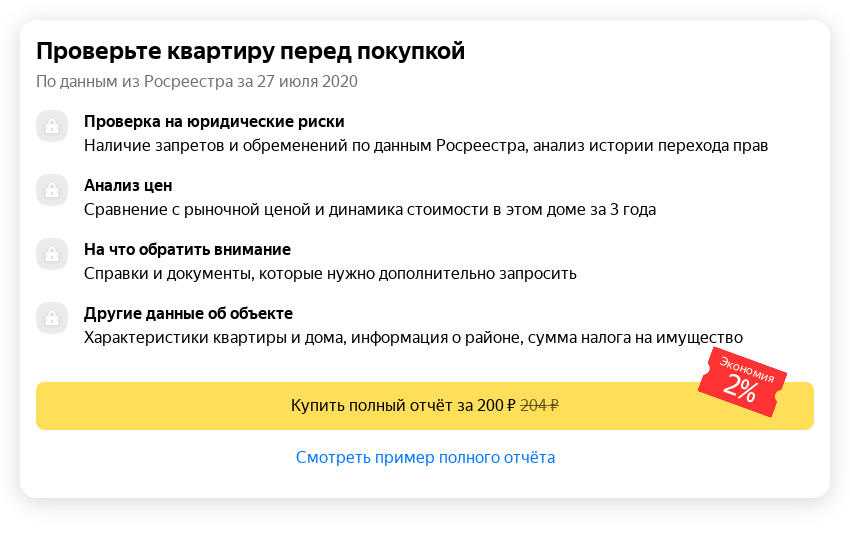 Проверьте квартиру перед покупкой
По данным из Росреестра за 27 июля 2020
Проверка на юридические риски
Наличие запретов и обременений по данным Росреестра, анализ истории перехода прав
Анализ цен
Сравнение с рыночной ценой и динамика стоимости в этом доме за 3 года
На что обратить внимание
Справки и документы, которые нужно дополнительно запросить
Другие данные об объекте
Характеристики квартиры и дома, информация о районе, сумма налога на имущество
Экономия
2%
Купить полный отчёт за 200 ₽ 204 ₽
Смотреть пример полного отчёта